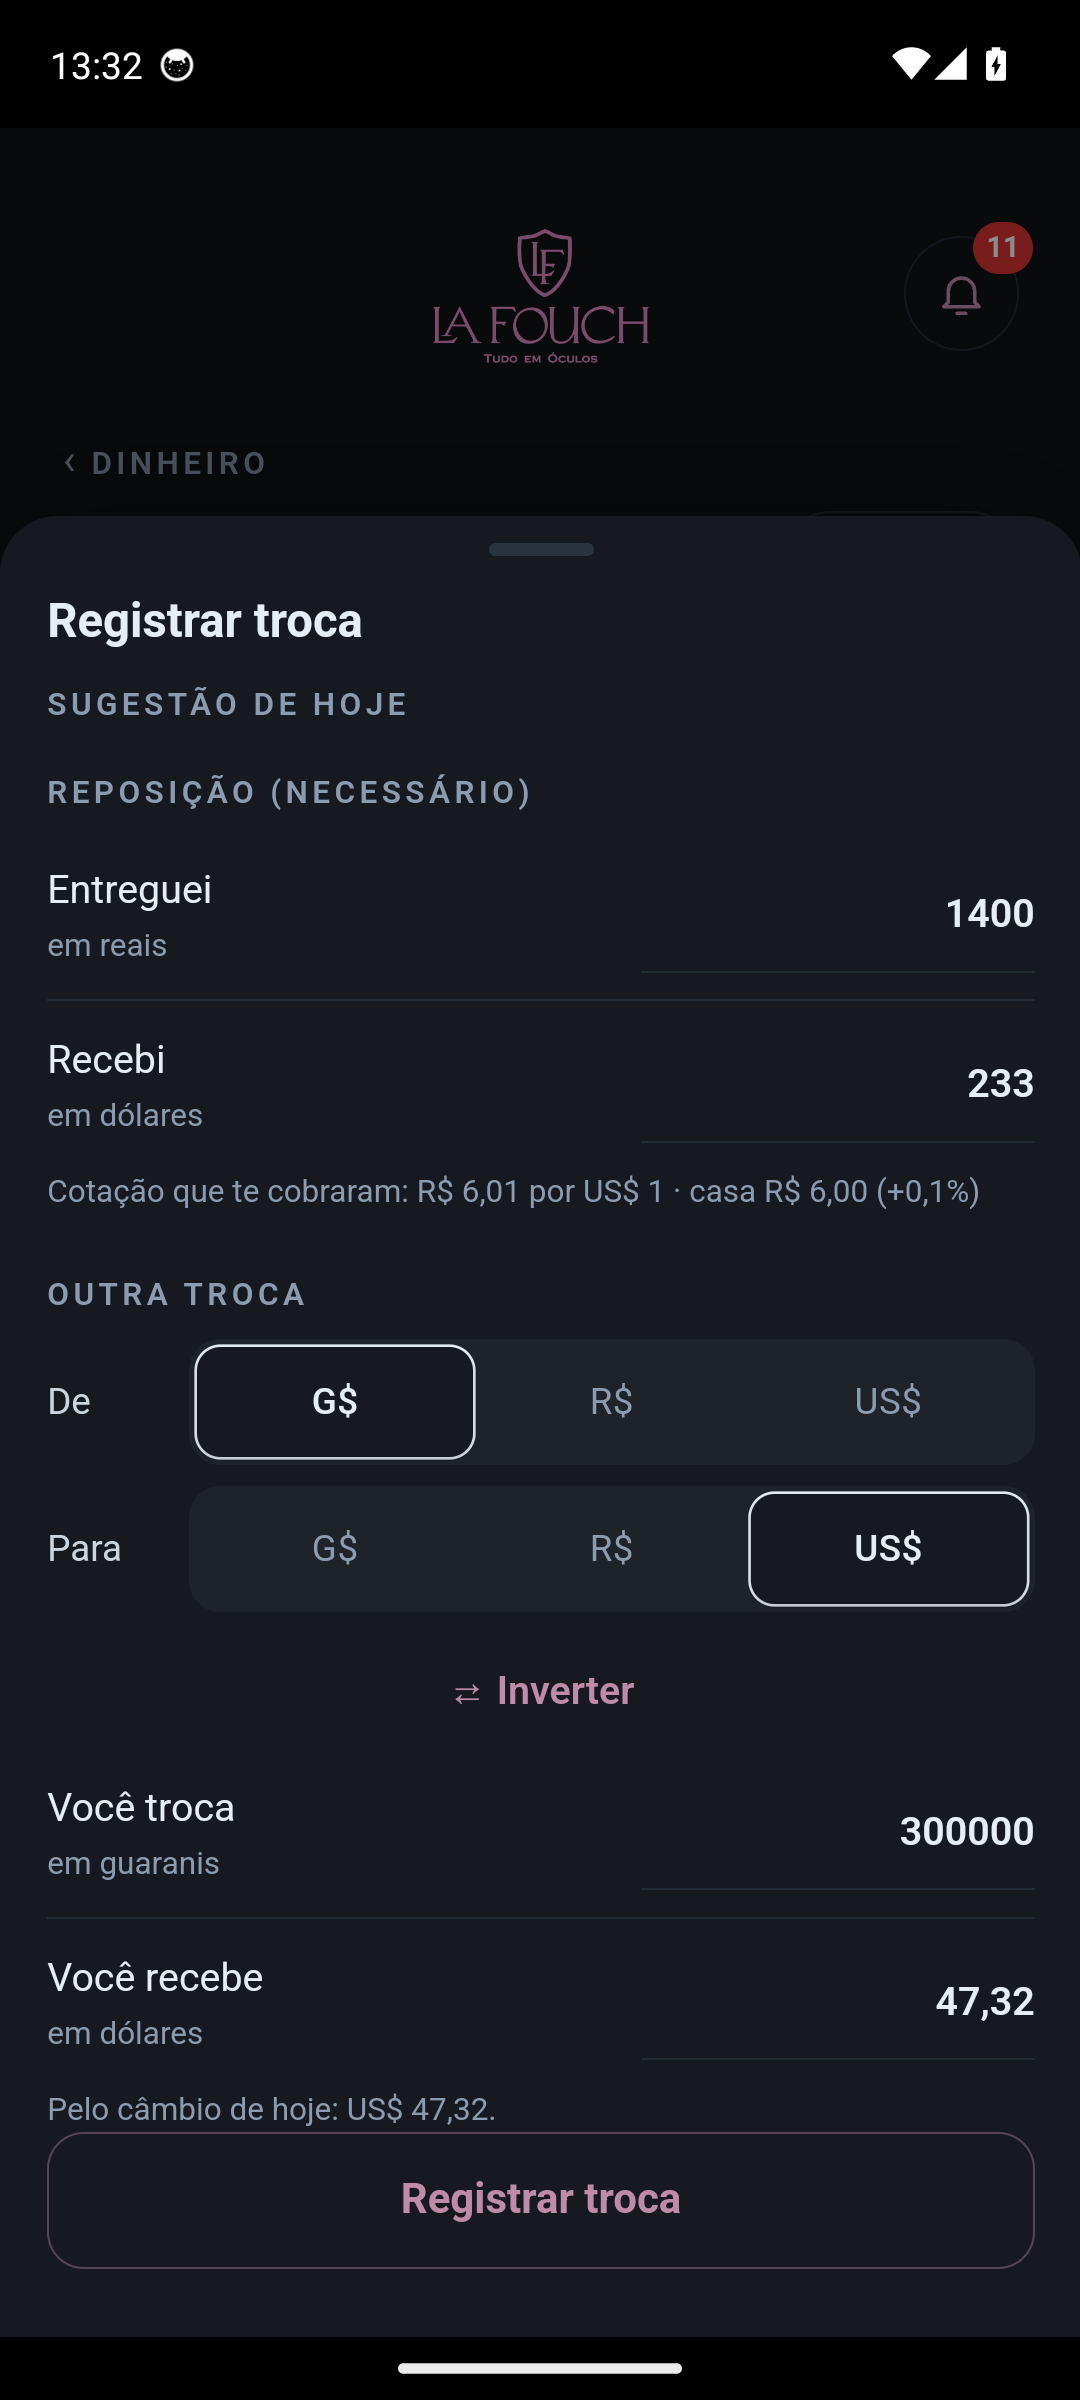 13:32
11
LF
LA FOUCH
TUDO EM ÓCULOS
‹ DINHEIRO
Registrar troca
SUGESTÃO DE HOJE
REPOSIÇÃO (NECESSÁRIO)
Entreguei
em reais
1400
Recebi
em dólares
233
Cotação que te cobraram: R$ 6,01 por US$ 1 · casa R$ 6,00 (+0,1%)
OUTRA TROCA
De G$ R$ US$
Para G$ R$ US$
⇄ Inverter
Você troca
em guaranis
300000
Você recebe
em dólares
47,32
Pelo câmbio de hoje: US$ 47,32.
Registrar troca